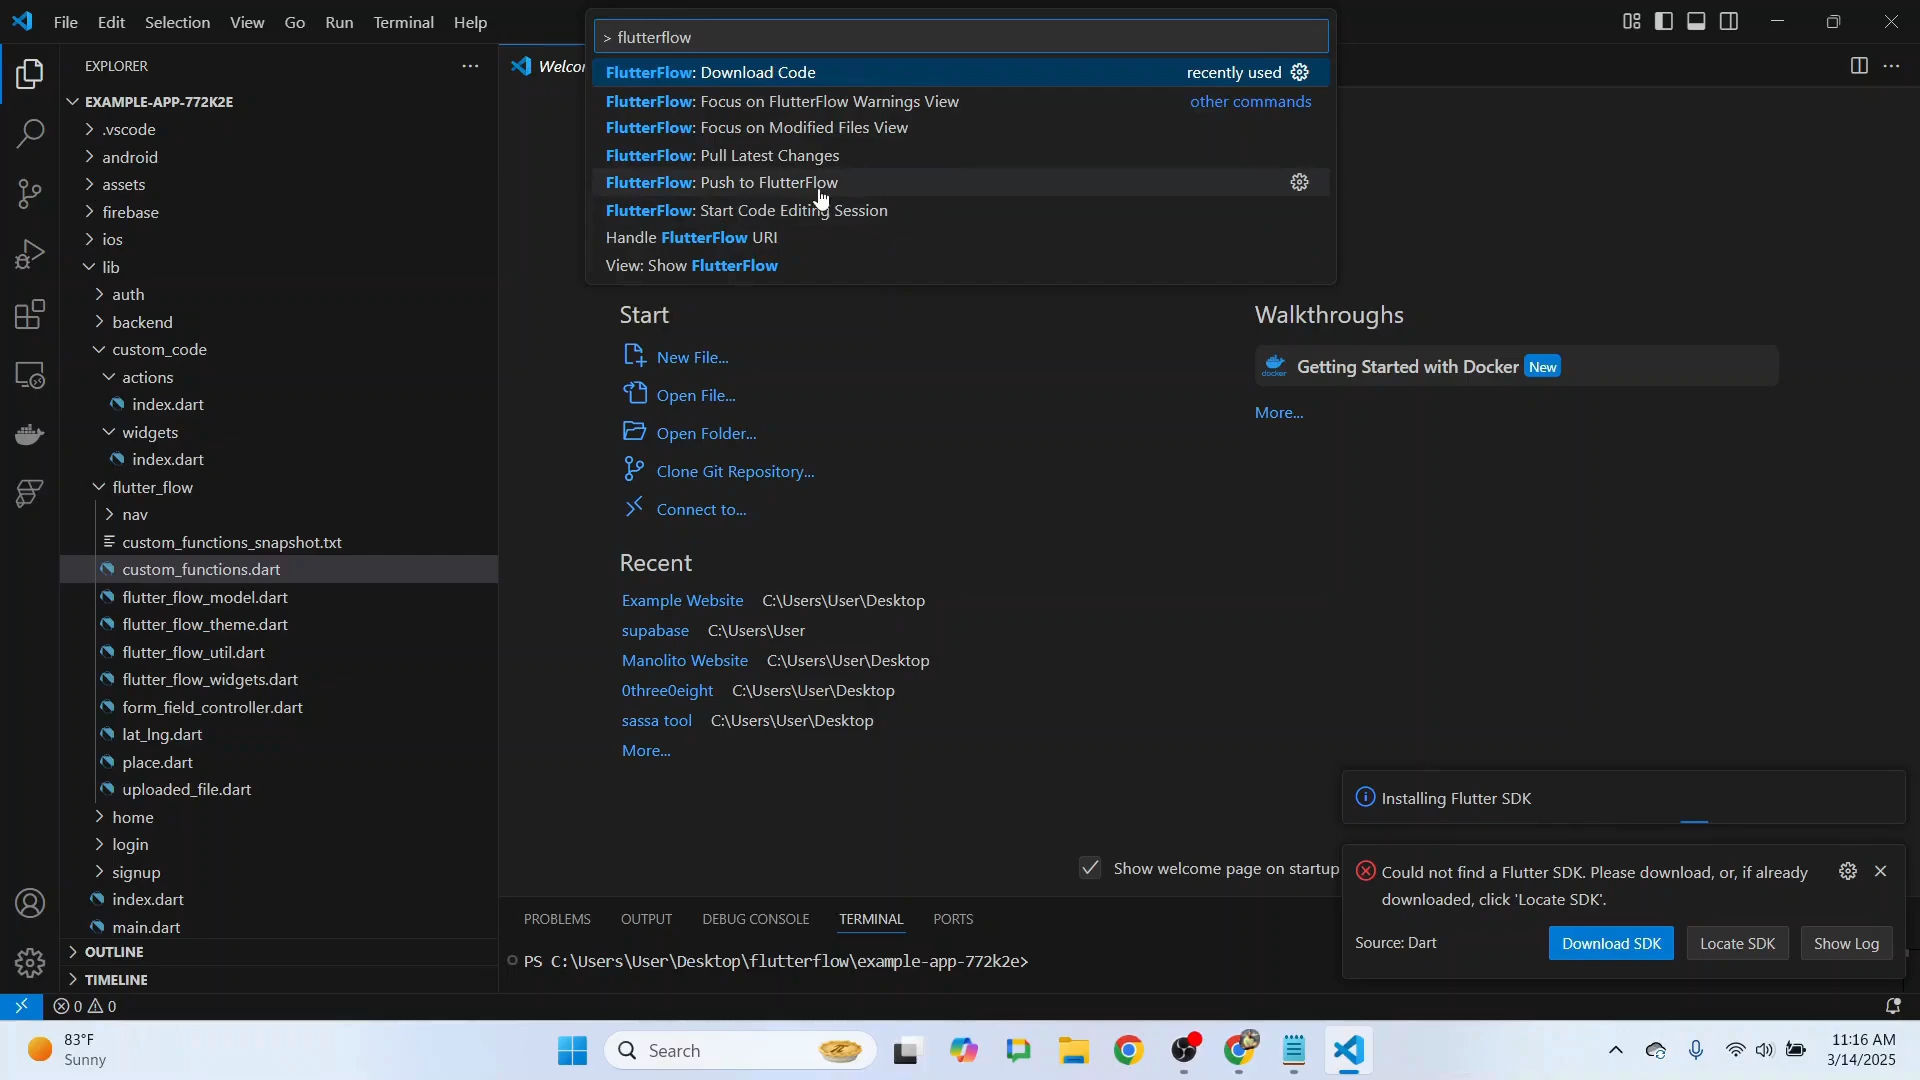 File Edit Selection View Go Run Terminal Help
> flutterflow
FlutterFlow: Download Code recently used
FlutterFlow: Focus on FlutterFlow Warnings View other commands
FlutterFlow: Focus on Modified Files View
FlutterFlow: Pull Latest Changes
FlutterFlow: Push to FlutterFlow
FlutterFlow: Start Code Editing Session
Handle FlutterFlow URI
View: Show FlutterFlow
EXPLORER
EXAMPLE-APP-772K2E
.vscode
android
assets
firebase
ios
lib
auth
backend
custom_code
actions
index.dart
widgets
index.dart
flutter_flow
nav
custom_functions_snapshot.txt
custom_functions.dart
flutter_flow_model.dart
flutter_flow_theme.dart
flutter_flow_util.dart
flutter_flow_widgets.dart
form_field_controller.dart
lat_lng.dart
place.dart
uploaded_file.dart
home
login
signup
index.dart
main.dart
OUTLINE
TIMELINE
Welcor
Start
New File...
Open File...
Open Folder...
Clone Git Repository...
Connect to...
Recent
Example Website C:\Users\User\Desktop
supabase C:\Users\User
Manolito Website C:\Users\User\Desktop
0three0eight C:\Users\User\Desktop
sassa tool C:\Users\User\Desktop
More...
Walkthroughs
Getting Started with Docker New
More...
Show welcome page on startup
Installing Flutter SDK
Could not find a Flutter SDK. Please download, or, if already
downloaded, click 'Locate SDK'.
Source: Dart Download SDK Locate SDK Show Log
PROBLEMS OUTPUT DEBUG CONSOLE TERMINAL PORTS
PS C:\Users\User\Desktop\flutterflow\example-app-772k2e>
0 0
83°F
Sunny
Search
11:16 AM
3/14/2025